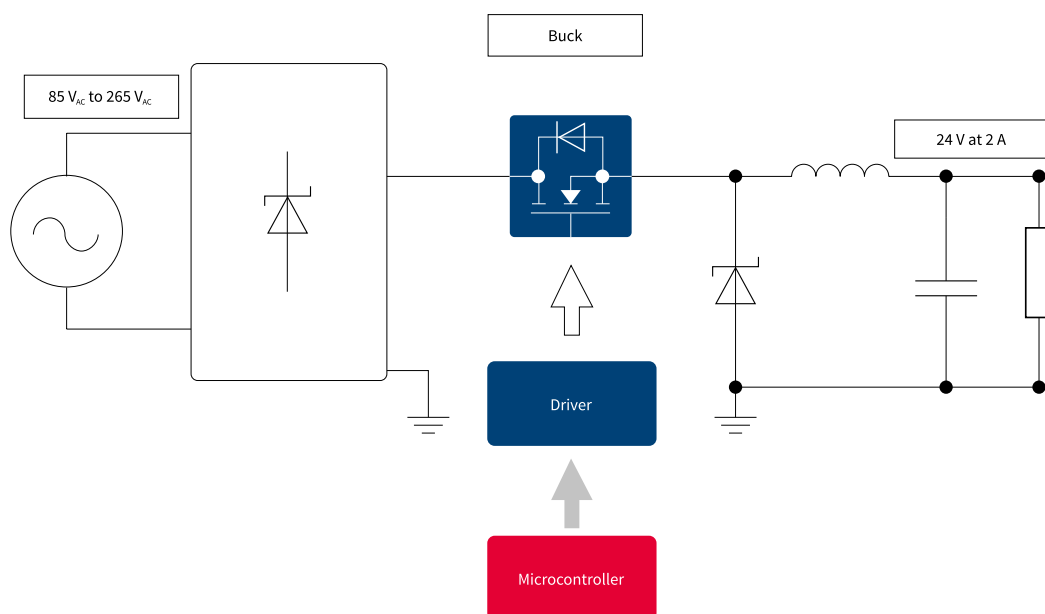 Buck
85 VAC to 265 VAC
24 V at 2 A
Driver
Microcontroller